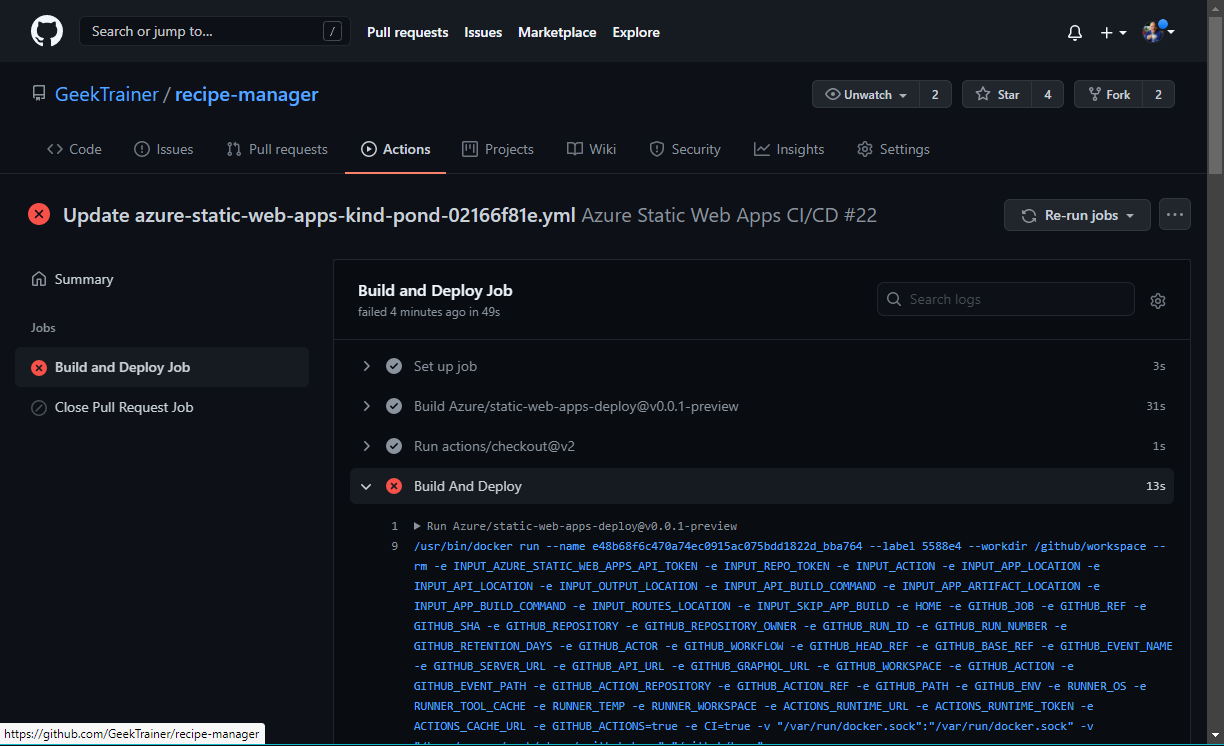 Search or jump to...
/
Pull requests
Issues
Marketplace
Explore
GeekTrainer / recipe-manager
Unwatch
2
Star
4
Fork
2
Code
Issues
Pull requests
Actions
Projects
Wiki
Security
Insights
Settings
Update azure-static-web-apps-kind-pond-02166f81e.yml Azure Static Web Apps CI/CD #22
Re-run jobs
Summary
Jobs
Build and Deploy Job
Close Pull Request Job
Build and Deploy Job
failed 4 minutes ago in 49s
Search logs
Set up job
3s
Build Azure/static-web-apps-deploy@v0.0.1-preview
31s
Run actions/checkout@v2
1s
Build And Deploy
13s
1 Run Azure/static-web-apps-deploy@v0.0.1-preview
9 /usr/bin/docker run --name e48b68f6c470a74ec0915ac075bdd1822d_bba764 --label 5588e4 --workdir /github/workspace --
rm -e INPUT_AZURE_STATIC_WEB_APPS_API_TOKEN -e INPUT_REPO_TOKEN -e INPUT_ACTION -e INPUT_APP_LOCATION -e
INPUT_API_LOCATION -e INPUT_OUTPUT_LOCATION -e INPUT_API_BUILD_COMMAND -e INPUT_APP_ARTIFACT_LOCATION -e
INPUT_APP_BUILD_COMMAND -e INPUT_ROUTES_LOCATION -e INPUT_SKIP_APP_BUILD -e HOME -e GITHUB_JOB -e GITHUB_REF -e
GITHUB_SHA -e GITHUB_REPOSITORY -e GITHUB_REPOSITORY_OWNER -e GITHUB_RUN_ID -e GITHUB_RUN_NUMBER -e
GITHUB_RETENTION_DAYS -e GITHUB_ACTOR -e GITHUB_WORKFLOW -e GITHUB_HEAD_REF -e GITHUB_BASE_REF -e GITHUB_EVENT_NAME
-e GITHUB_SERVER_URL -e GITHUB_API_URL -e GITHUB_GRAPHQL_URL -e GITHUB_WORKSPACE -e GITHUB_ACTION -e
GITHUB_EVENT_PATH -e GITHUB_ACTION_REPOSITORY -e GITHUB_ACTION_REF -e GITHUB_PATH -e GITHUB_ENV -e RUNNER_OS -e
RUNNER_TOOL_CACHE -e RUNNER_TEMP -e RUNNER_WORKSPACE -e ACTIONS_RUNTIME_URL -e ACTIONS_RUNTIME_TOKEN -e
ACTIONS_CACHE_URL -e GITHUB_ACTIONS=true -e CI=true -v "/var/run/docker.sock":"/var/run/docker.sock" -v
https://github.com/GeekTrainer/recipe-manager